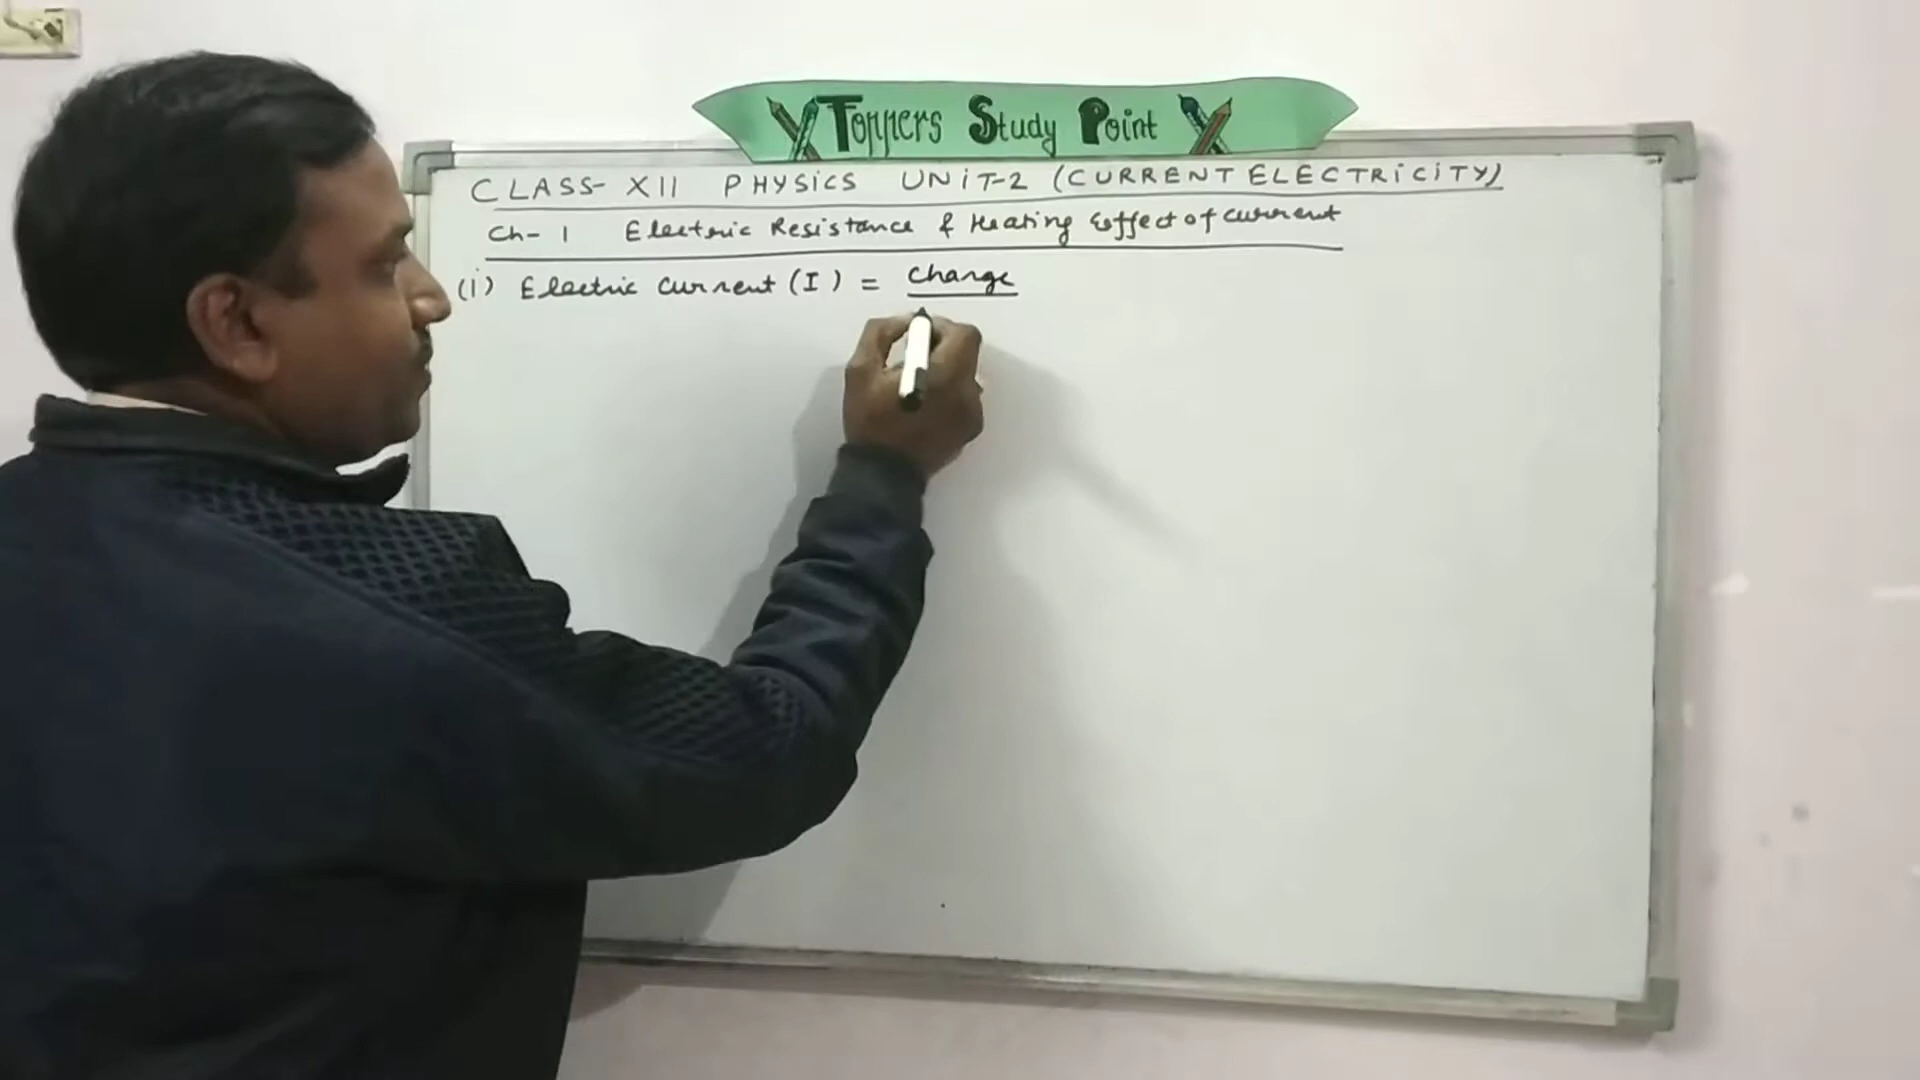 Toppers Study Point
CLASS- XII PHYSICS UNIT-2 (CURRENT ELECTRICITY)
Ch- 1 Electric Resistance & Heating Effect of current
(i) Electric current (I) = charge